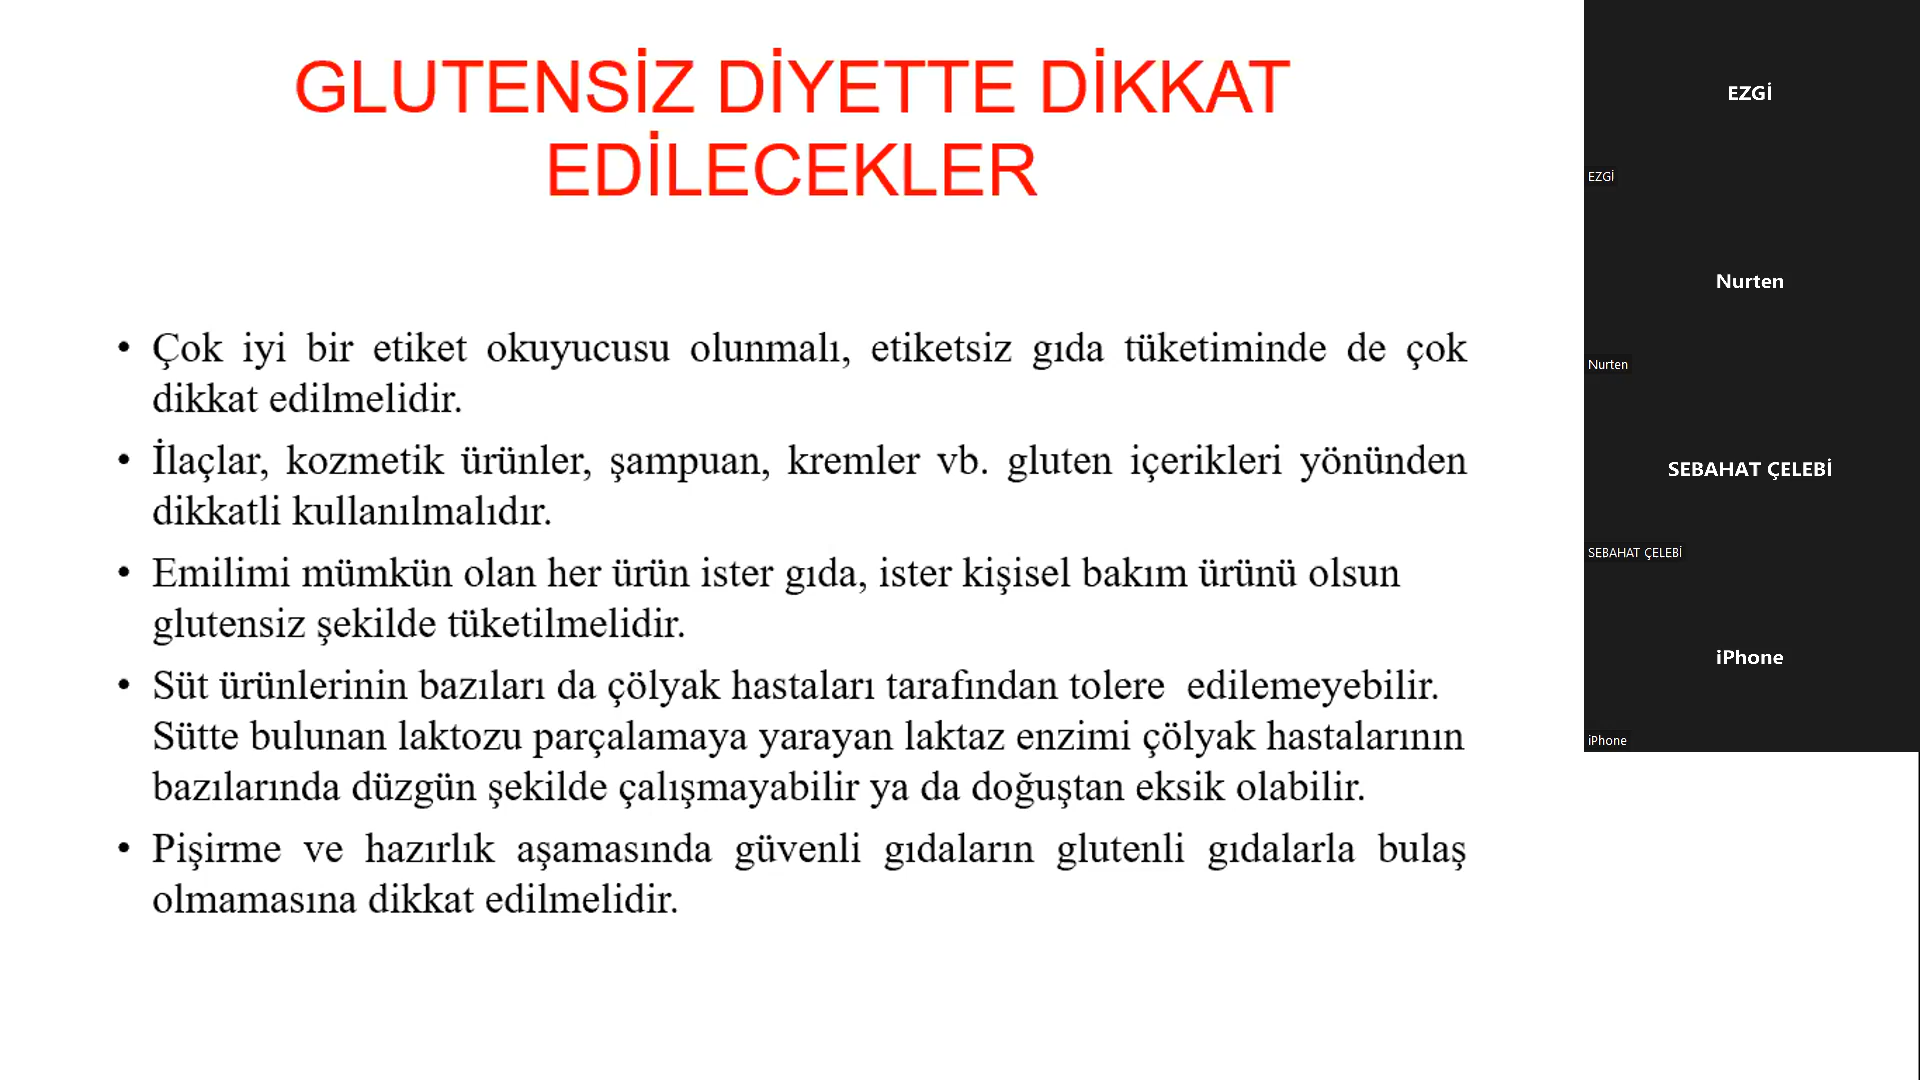 GLUTENSİZ DİYETTE DİKKAT
EDİLECEKLER
• Çok iyi bir etiket okuyucusu olunmalı, etiketsiz gıda tüketiminde de çok
dikkat edilmelidir.
• İlaçlar, kozmetik ürünler, şampuan, kremler vb. gluten içerikleri yönünden
dikkatli kullanılmalıdır.
• Emilimi mümkün olan her ürün ister gıda, ister kişisel bakım ürünü olsun
glutensiz şekilde tüketilmelidir.
• Süt ürünlerinin bazıları da çölyak hastaları tarafından tolere edilemeyebilir.
Sütte bulunan laktozu parçalamaya yarayan laktaz enzimi çölyak hastalarının
bazılarında düzgün şekilde çalışmayabilir ya da doğuştan eksik olabilir.
• Pişirme ve hazırlık aşamasında güvenli gıdaların glutenli gıdalarla bulaş
olmamasına dikkat edilmelidir.
EZGİ
EZGİ
Nurten
Nurten
SEBAHAT ÇELEBİ
SEBAHAT ÇELEBİ
iPhone
iPhone